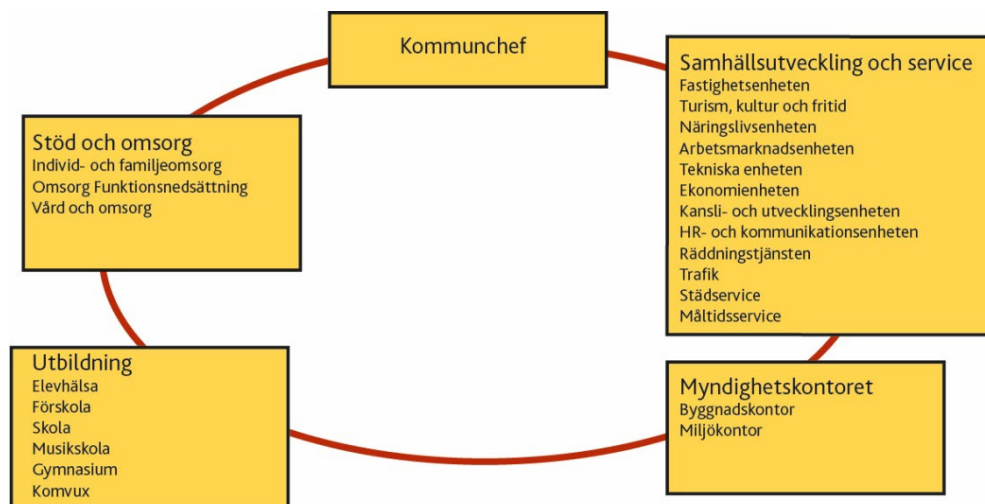 Kommunchef
Samhällsutveckling och service
Fastighetsenheten
Turism, kultur och fritid
Näringslivsenheten
Arbetsmarknadsenheten
Tekniska enheten
Ekonomienheten
Kansli- och utvecklingsenheten
HR- och kommunikationsenheten
Räddningstjänsten
Trafik
Städservice
Måltidsservice
Stöd och omsorg
Individ- och familjeomsorg
Omsorg Funktionsnedsättning
Vård och omsorg
Utbildning
Elevhälsa
Förskola
Skola
Musikskola
Gymnasium
Komvux
Myndighetskontoret
Byggnadskontor
Miljökontor